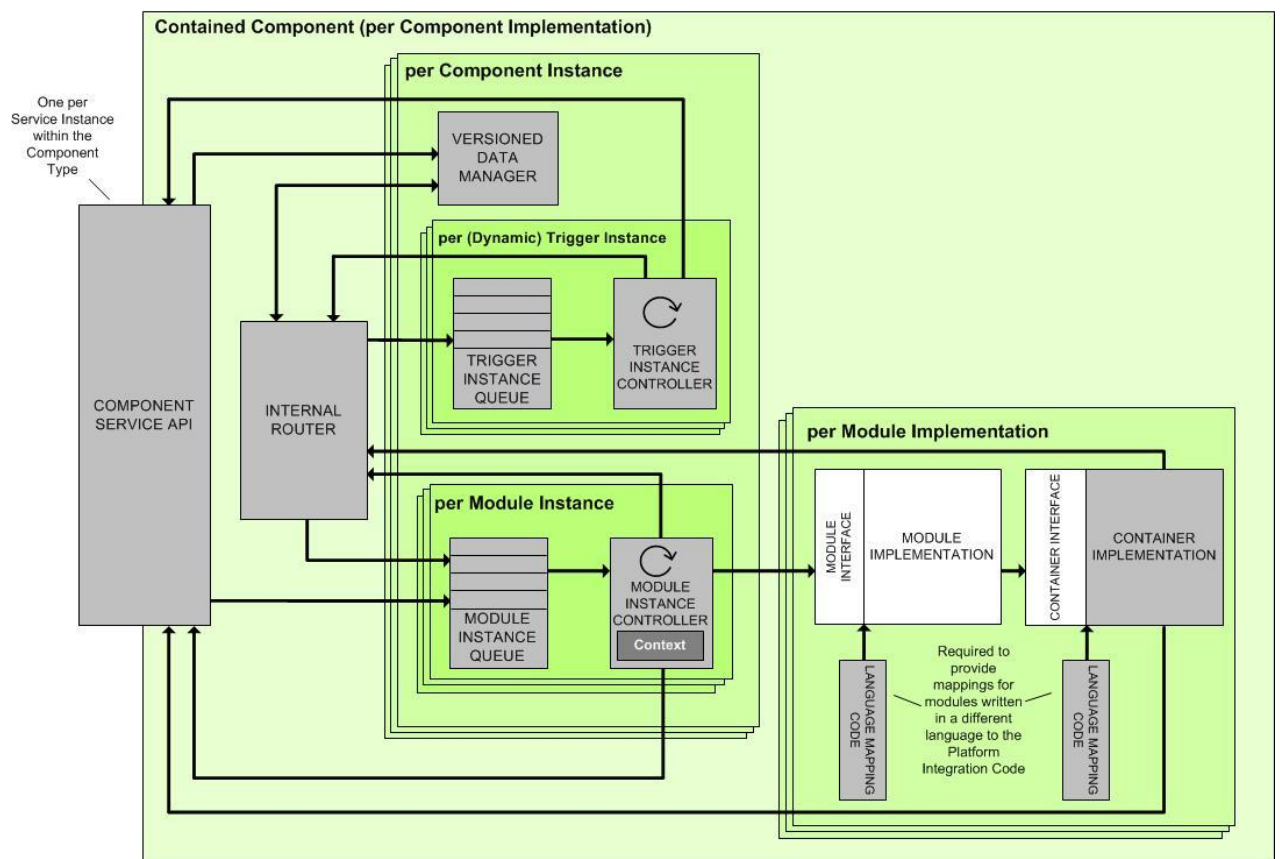 Contained Component (per Component Implementation)
per Component Instance
One per
Service Instance
within the
Component
Type
VERSIONED
DATA
MANAGER
per (Dynamic) Trigger Instance
TRIGGER
INSTANCE
QUEUE
TRIGGER
INSTANCE
CONTROLLER
COMPONENT
SERVICE API
INTERNAL
ROUTER
per Module Instance
MODULE
INSTANCE
QUEUE
MODULE
INSTANCE
CONTROLLER
Context
per Module Implementation
MODULE
INTERFACE
MODULE
IMPLEMENTATION
CONTAINER INTERFACE
CONTAINER
IMPLEMENTATION
LANGUAGE MAPPING
CODE
Required to
provide
mappings for
modules written
in a different
language to the
Platform
Integration Code
LANGUAGE MAPPING
CODE